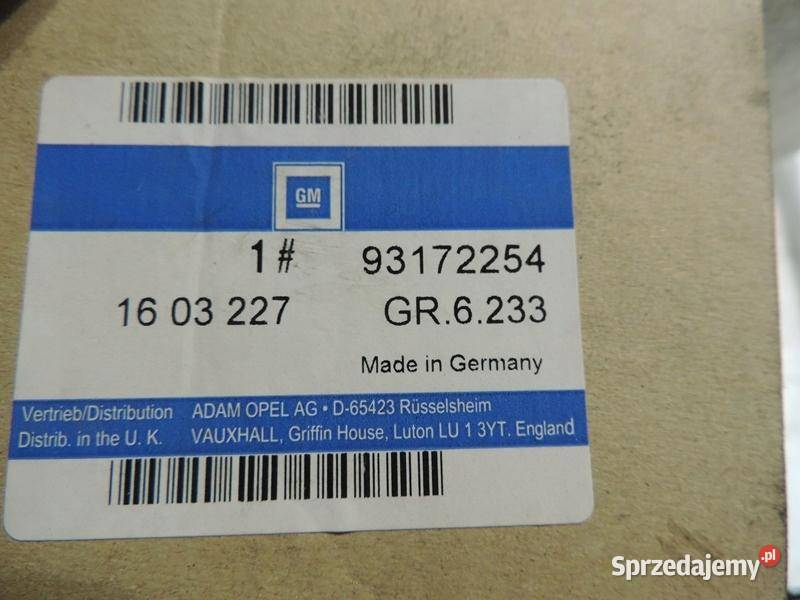 GM
1# 93172254
16 03 227 GR.6.233
Made in Germany
Vertrieb/Distribution ADAM OPEL AG • D-65423 Rüsselsheim
Distrib. in the U. K. VAUXHALL, Griffin House, Luton LU 1 3YT. England
Sprzedajemy.pl